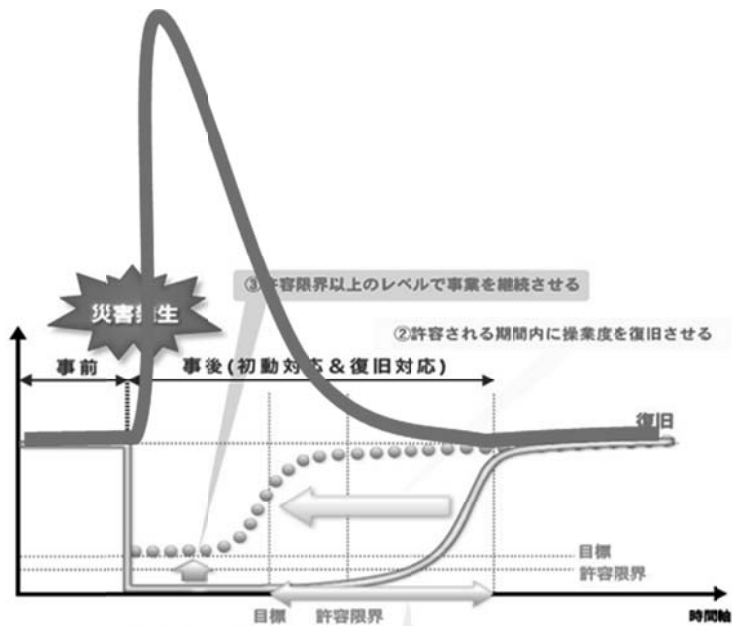 ③許容限界以上のレベルで事業を継続させる
災害発生
②許容される期間内に操業度を復旧させる
事前
事後(初動対応&復旧対応)
復旧
目標
許容限界
目標
許容限界
時間軸